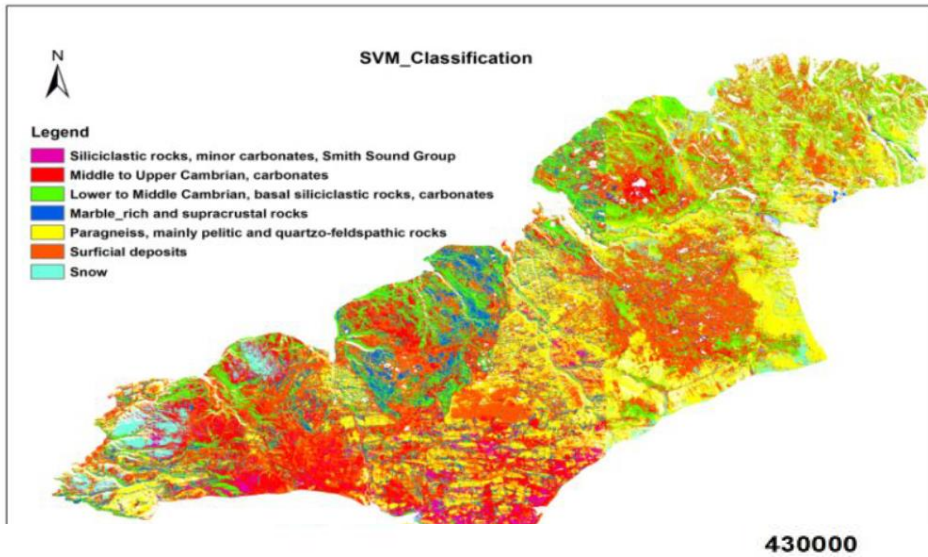 SVM_Classification
N
Legend
Siliciclastic rocks, minor carbonates, Smith Sound Group
Middle to Upper Cambrian, carbonates
Lower to Middle Cambrian, basal siliciclastic rocks, carbonates
Marble_rich and supracrustal rocks
Paragneiss, mainly pelitic and quartzo-feldspathic rocks
Surficial deposits
Snow
430000